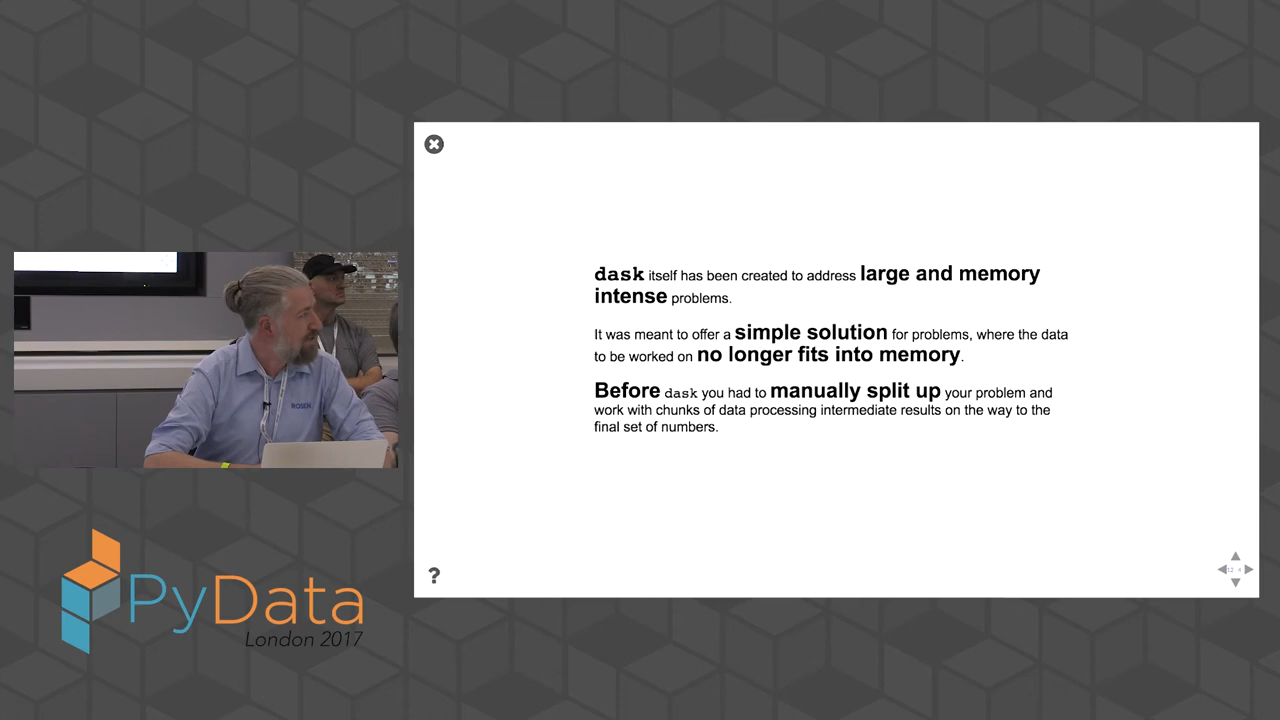 dask itself has been created to address large and memory
intense problems.
It was meant to offer a simple solution for problems, where the data
to be worked on no longer fits into memory.
Before dask you had to manually split up your problem and
work with chunks of data processing intermediate results on the way to the
final set of numbers.
?
ROSEN
PyData
London 2017